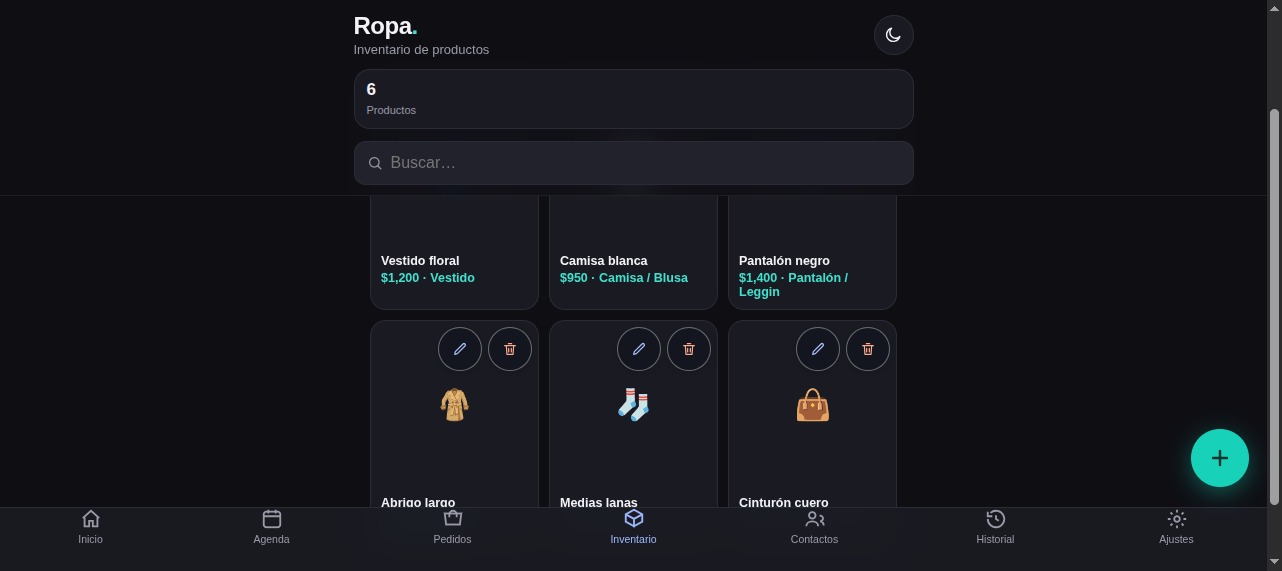 Ropa.
Inventario de productos
6
Productos
Buscar…
Vestido floral
$1,200 · Vestido
Camisa blanca
$950 · Camisa / Blusa
Pantalón negro
$1,400 · Pantalón /
Leggin
Abrigo largo
Medias lanas
Cinturón cuero
Inicio
Agenda
Pedidos
Inventario
Contactos
Historial
Ajustes